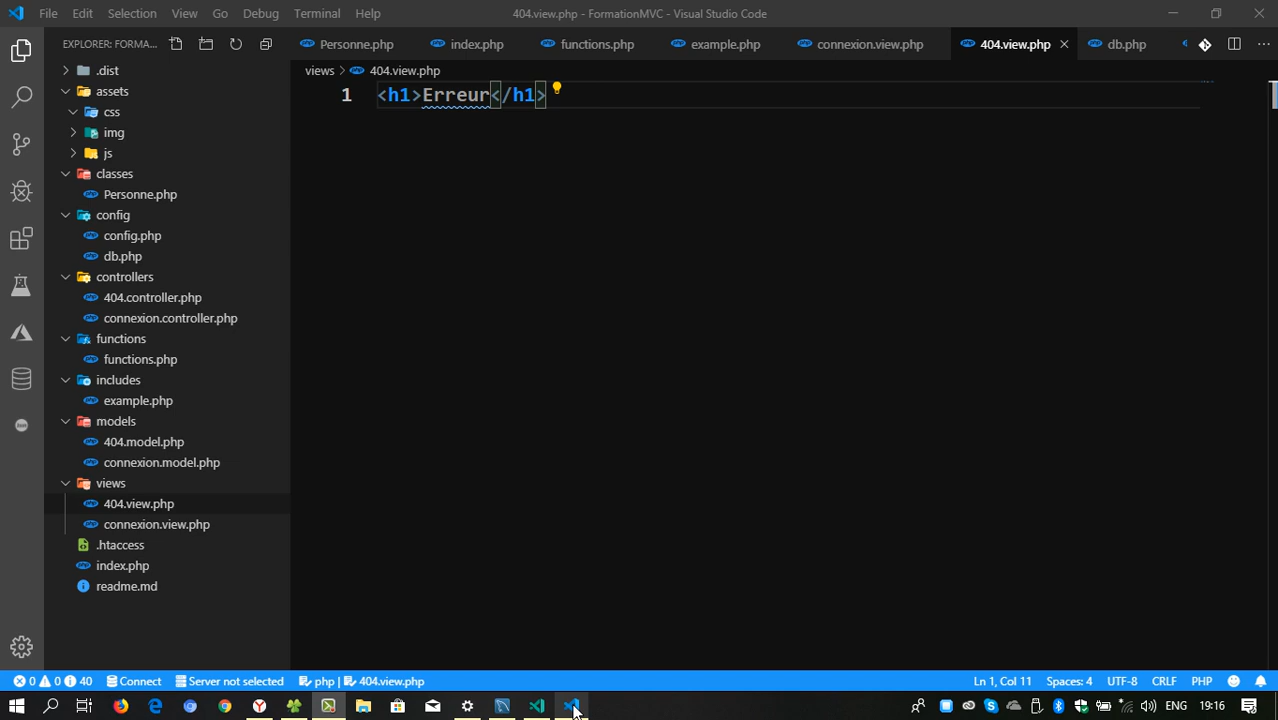 File Edit Selection View Go Debug Terminal Help 404.view.php - FormationMVC - Visual Studio Code
EXPLORER: FORMA... Personne.php index.php functions.php example.php connexion.view.php 404.view.php db.php
views > 404.view.php
1 <h1>Erreur</h1>
.dist
assets
css
img
js
classes
Personne.php
config
config.php
db.php
controllers
404.controller.php
connexion.controller.php
functions
functions.php
includes
example.php
models
404.model.php
connexion.model.php
views
404.view.php
connexion.view.php
.htaccess
index.php
readme.md
0 0 40 Connect Server not selected php | 404.view.php Ln 1, Col 11 Spaces: 4 UTF-8 CRLF PHP
ENG 19:16